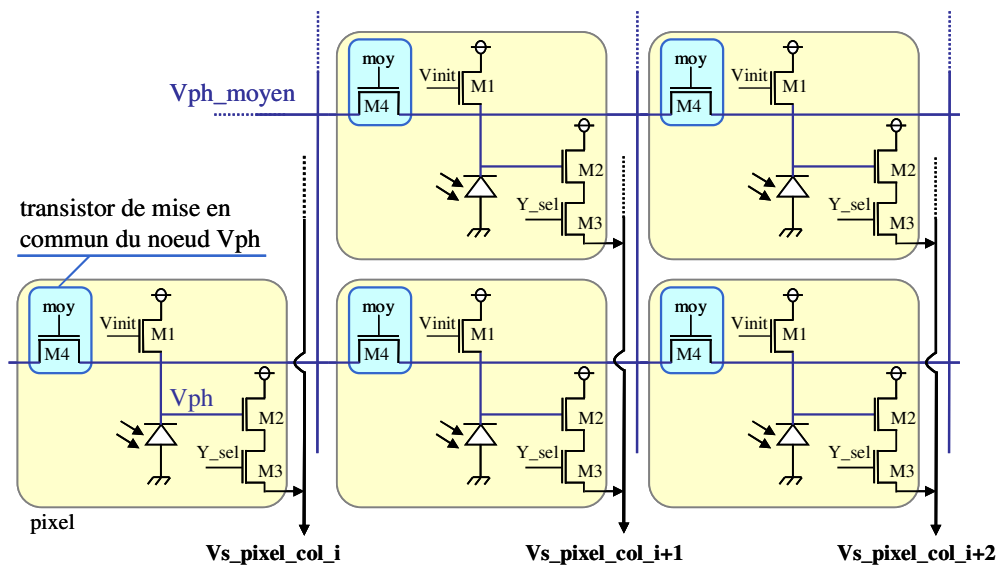 moy
Vinit
M1
M4
M2
Y_sel
M3
moy
Vinit
M1
M4
M2
Y_sel
M3
Vph_moyen
transistor de mise en
commun du noeud Vph
moy
Vinit
M1
M4
Vph
M2
Y_sel
M3
moy
Vinit
M1
M4
M2
Y_sel
M3
moy
Vinit
M1
M4
M2
Y_sel
M3
pixel
Vs_pixel_col_i
Vs_pixel_col_i+1
Vs_pixel_col_i+2